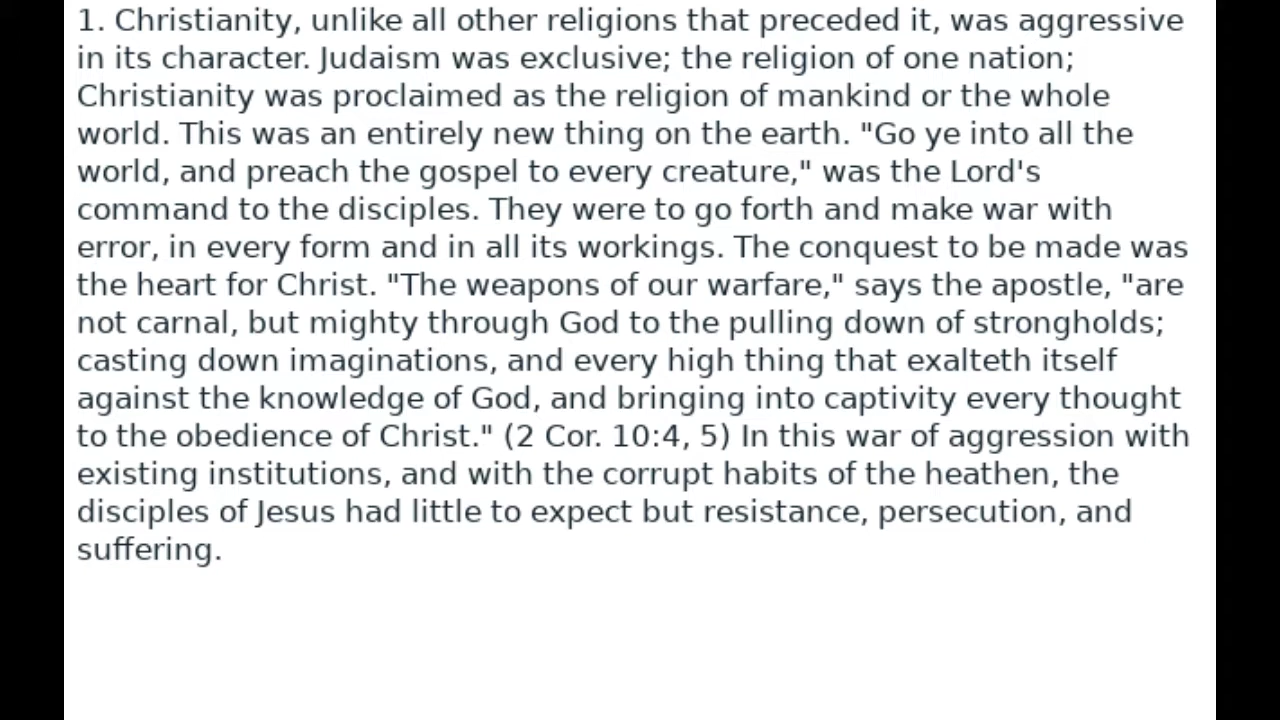 1. Christianity, unlike all other religions that preceded it, was aggressive
in its character. Judaism was exclusive; the religion of one nation;
Christianity was proclaimed as the religion of mankind or the whole
world. This was an entirely new thing on the earth. "Go ye into all the
world, and preach the gospel to every creature," was the Lord's
command to the disciples. They were to go forth and make war with
error, in every form and in all its workings. The conquest to be made was
the heart for Christ. "The weapons of our warfare," says the apostle, "are
not carnal, but mighty through God to the pulling down of strongholds;
casting down imaginations, and every high thing that exalteth itself
against the knowledge of God, and bringing into captivity every thought
to the obedience of Christ." (2 Cor. 10:4, 5) In this war of aggression with
existing institutions, and with the corrupt habits of the heathen, the
disciples of Jesus had little to expect but resistance, persecution, and
suffering.